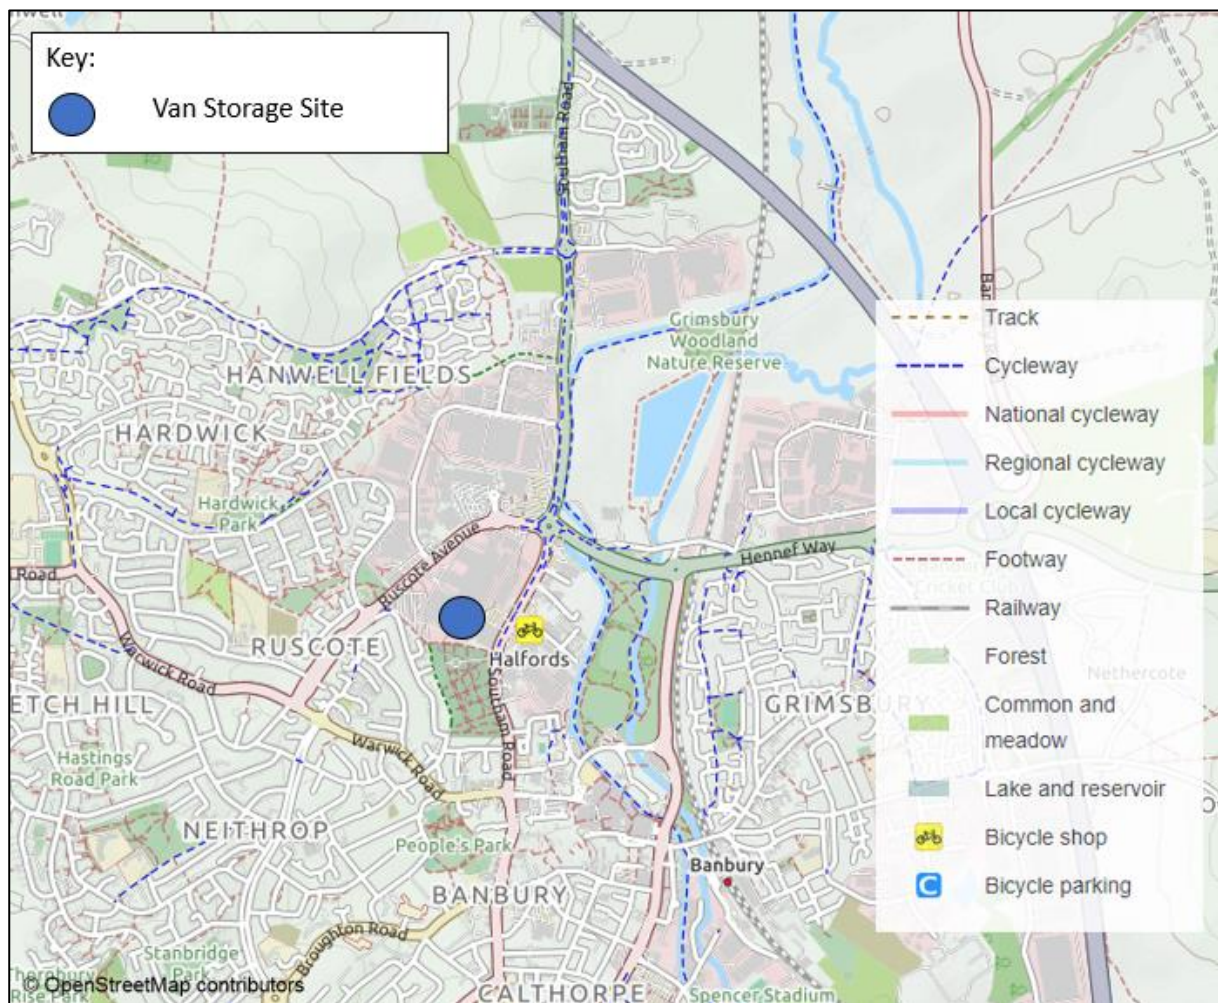 Key:
Van Storage Site
Southam Road
Grimsbury
Woodland
Nature Reserve
HANWELL FIELDS
HARDWICK
Hardwick
Park
Ruscote Avenue
Hennef Way
Road
Warwick Road
RUSCOTE
Halfords
Southam Road
ETCH HILL
GRIMSBURY
Nethercote
Hastings
Road Park
Warwick Road
NEITHROP
People's Park
BANBURY
Banbury
Broughton Road
Stanbridge
Park
Rise Park
CALTHORPE
Spencer Stadium
Track
Cycleway
National cycleway
Regional cycleway
Local cycleway
Footway
Railway
Forest
Common and
meadow
Lake and reservoir
Bicycle shop
C
Bicycle parking
© OpenStreetMap contributors